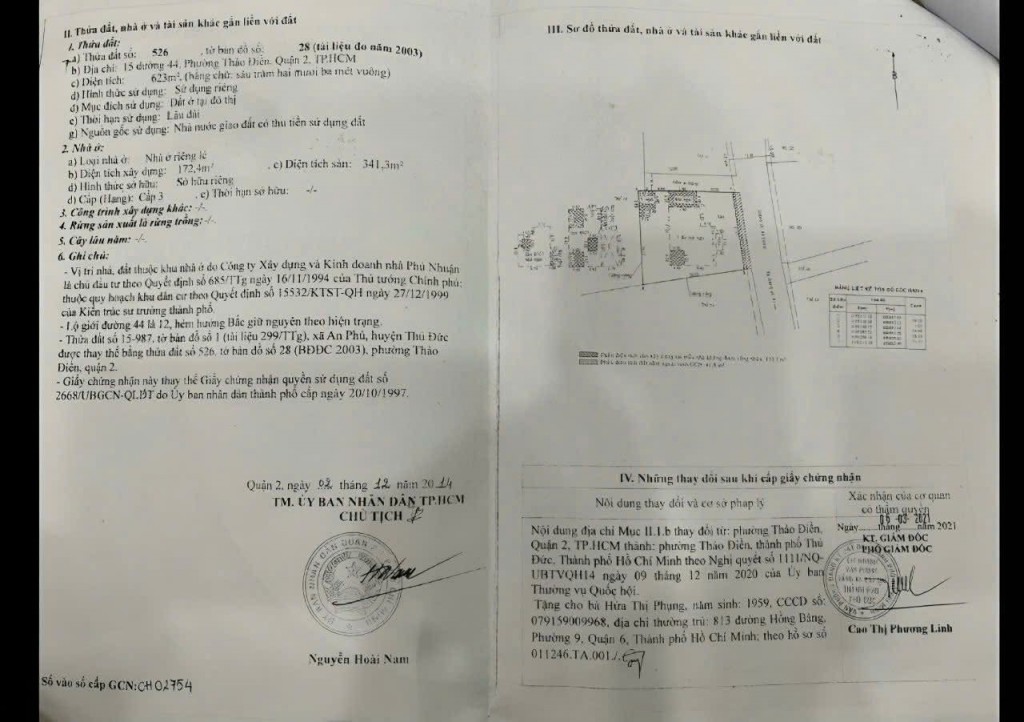 II. Thửa đất, nhà ở và tài sản khác gắn liền với đất
1. Thửa đất:
a) Thửa đất số: 526 , tờ bản đồ số: 28 (tài liệu đo năm 2003)
b) Địa chỉ: 15 đường 44, Phường Thảo Điền, Quận 2, TP.HCM
c) Diện tích: 623m², (bằng chữ: sáu trăm hai mươi ba mét vuông)
d) Hình thức sử dụng: Sử dụng riêng
đ) Mục đích sử dụng: Đất ở tại đô thị
e) Thời hạn sử dụng: Lâu dài
g) Nguồn gốc sử dụng: Nhà nước giao đất có thu tiền sử dụng đất
2. Nhà ở:
a) Loại nhà ở: Nhà ở riêng lẻ
b) Diện tích xây dựng: 172,4m² , c) Diện tích sàn: 341,3m²
d) Hình thức sở hữu: Sở hữu riêng
đ) Cấp (Hạng): Cấp 3 , e) Thời hạn sở hữu: -/-
3. Công trình xây dựng khác: -/-
4. Rừng sản xuất là rừng trồng: -/-
5. Cây lâu năm: -/-
6. Ghi chú:
- Vị trí nhà, đất thuộc khu nhà ở do Công ty Xây dựng và Kinh doanh nhà Phú Nhuận
là chủ đầu tư theo Quyết định số 685/TTg ngày 16/11/1994 của Thủ tướng Chính phủ;
thuộc quy hoạch khu dân cư theo Quyết định số 15532/KTST-QH ngày 27/12/1999
của Kiến trúc sư trưởng thành phố.
- Lộ giới đường 44 là 12, hẻm hướng Bắc giữ nguyên theo hiện trạng.
- Thửa đất số 15-987, tờ bản đồ số 1 (tài liệu 299/TTg), xã An Phú, huyện Thủ Đức
được thay thế bằng thửa đất số 526, tờ bản đồ số 28 (BĐĐC 2003), phường Thảo
Điền, quận 2.
- Giấy chứng nhận này thay thế Giấy chứng nhận quyền sử dụng đất số
2668/UBGCN-QLĐT do Ủy ban nhân dân thành phố cấp ngày 20/10/1997.
Quận 2, ngày 02 tháng 12 năm 2014
TM. ỦY BAN NHÂN DÂN TP.HCM
CHỦ TỊCH
Nguyễn Hoài Nam
Số vào sổ cấp GCN: CH02754
III. Sơ đồ thửa đất, nhà ở và tài sản khác gắn liền với đất
B
BẢNG LIỆT KÊ TỌA ĐỘ GÓC RANH
IV. Những thay đổi sau khi cấp giấy chứng nhận
Nội dung thay đổi và cơ sở pháp lý
Xác nhận của cơ quan
có thẩm quyền
Nội dung địa chỉ Mục II.1.b thay đổi từ: phường Thảo Điền,
Quận 2, TP.HCM thành: phường Thảo Điền, thành phố Thủ
Đức, Thành phố Hồ Chí Minh theo Nghị quyết số 1111/NQ-
UBTVQH14 ngày 09 tháng 12 năm 2020 của Ủy ban
Thường vụ Quốc hội.
Tặng cho bà Hứa Thị Phụng, năm sinh: 1959, CCCD số:
079159009968, địa chỉ thường trú: 813 đường Hồng Bàng,
Phường 9, Quận 6, Thành phố Hồ Chí Minh; theo hồ sơ số
011246.TA.001./.
Ngày 05 -03- 2021 tháng năm 2021
KT. GIÁM ĐỐC
PHÓ GIÁM ĐỐC
Cao Thị Phương Linh